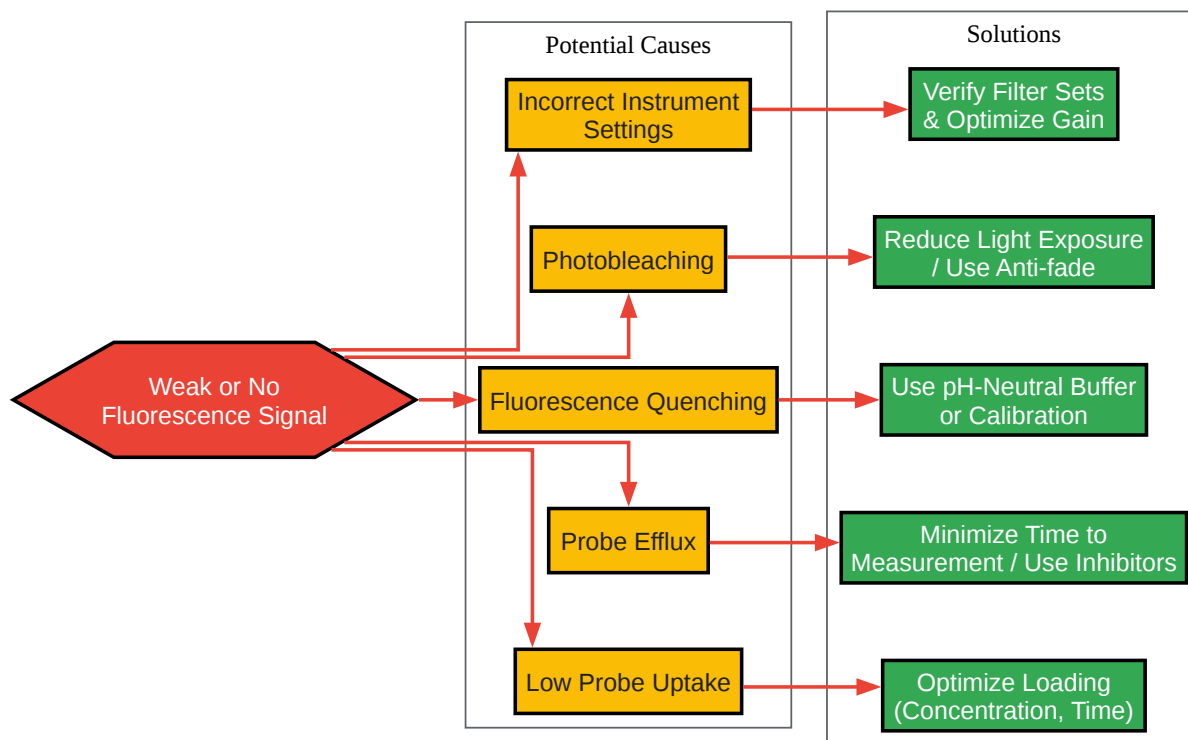 Potential Causes
Solutions
Incorrect Instrument
Settings
Verify Filter Sets
& Optimize Gain
Photobleaching
Reduce Light Exposure
/ Use Anti-fade
Weak or No
Fluorescence Signal
Fluorescence Quenching
Use pH-Neutral Buffer
or Calibration
Probe Efflux
Minimize Time to
Measurement / Use Inhibitors
Low Probe Uptake
Optimize Loading
(Concentration, Time)